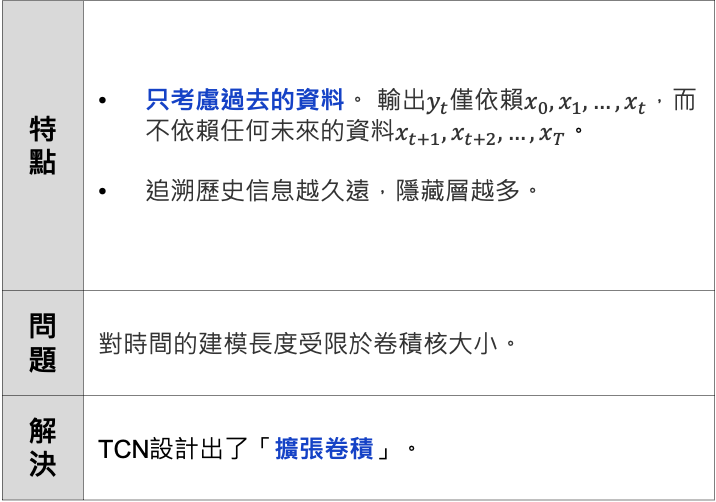 特點
• 只考慮過去的資料。 輸出y_t僅依賴x_0, x_1, ..., x_t，而
不依賴任何未來的資料x_{t+1}, x_{t+2}, ..., x_T。
• 追溯歷史信息越久遠，隱藏層越多。
問題
對時間的建模長度受限於卷積核大小。
解決
TCN設計出了「擴張卷積」。